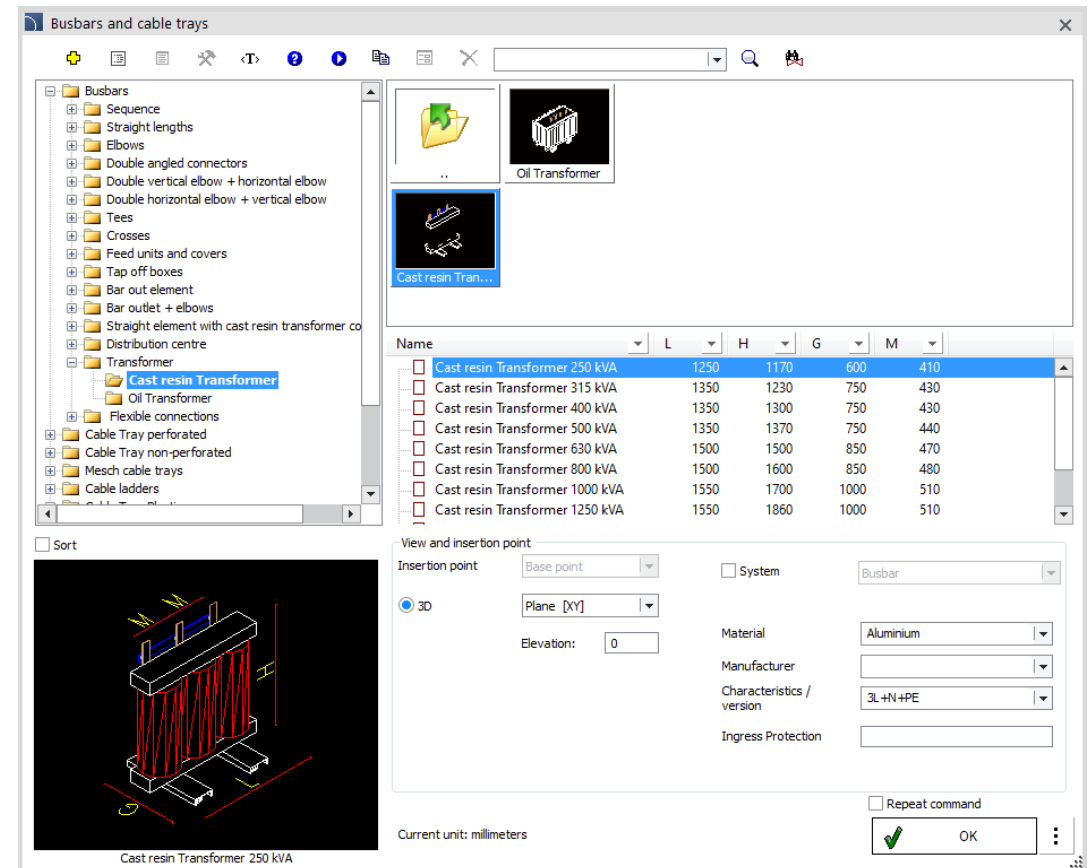 Busbars and cable trays
‹T›
Busbars
Sequence
Straight lengths
Elbows
Double angled connectors
Double vertical elbow + horizontal elbow
Double horizontal elbow + vertical elbow
Tees
Crosses
Feed units and covers
Tap off boxes
Bar out element
Bar outlet + elbows
Straight element with cast resin transformer co
Distribution centre
Transformer
Cast resin Transformer
Oil Transformer
Flexible connections
Cable Tray perforated
Cable Tray non-perforated
Mesch cable trays
Cable ladders
..
Oil Transformer
Cast resin Tran...
Name L H G M
Cast resin Transformer 250 kVA 1250 1170 600 410
Cast resin Transformer 315 kVA 1350 1230 750 430
Cast resin Transformer 400 kVA 1350 1300 750 430
Cast resin Transformer 500 kVA 1350 1370 750 440
Cast resin Transformer 630 kVA 1500 1500 850 470
Cast resin Transformer 800 kVA 1500 1600 850 480
Cast resin Transformer 1000 kVA 1550 1700 1000 510
Cast resin Transformer 1250 kVA 1550 1860 1000 510
Sort
M M
H
G L
Cast resin Transformer 250 kVA
View and insertion point
Insertion point Base point
System Busbar
3D Plane [XY]
Elevation: 0
Material Aluminium
Manufacturer
Characteristics /
version 3L+N+PE
Ingress Protection
Repeat command
Current unit: millimeters
OK